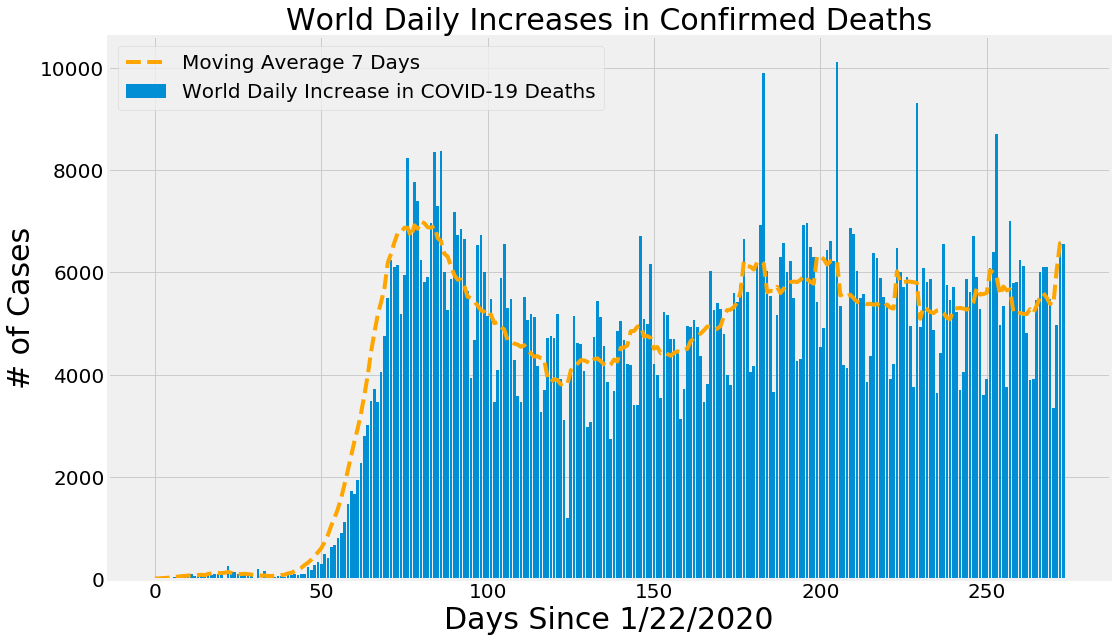 World Daily Increases in Confirmed Deaths
Moving Average 7 Days
World Daily Increase in COVID-19 Deaths
# of Cases
10000
8000
6000
4000
2000
0
0 50 100 150 200 250
Days Since 1/22/2020